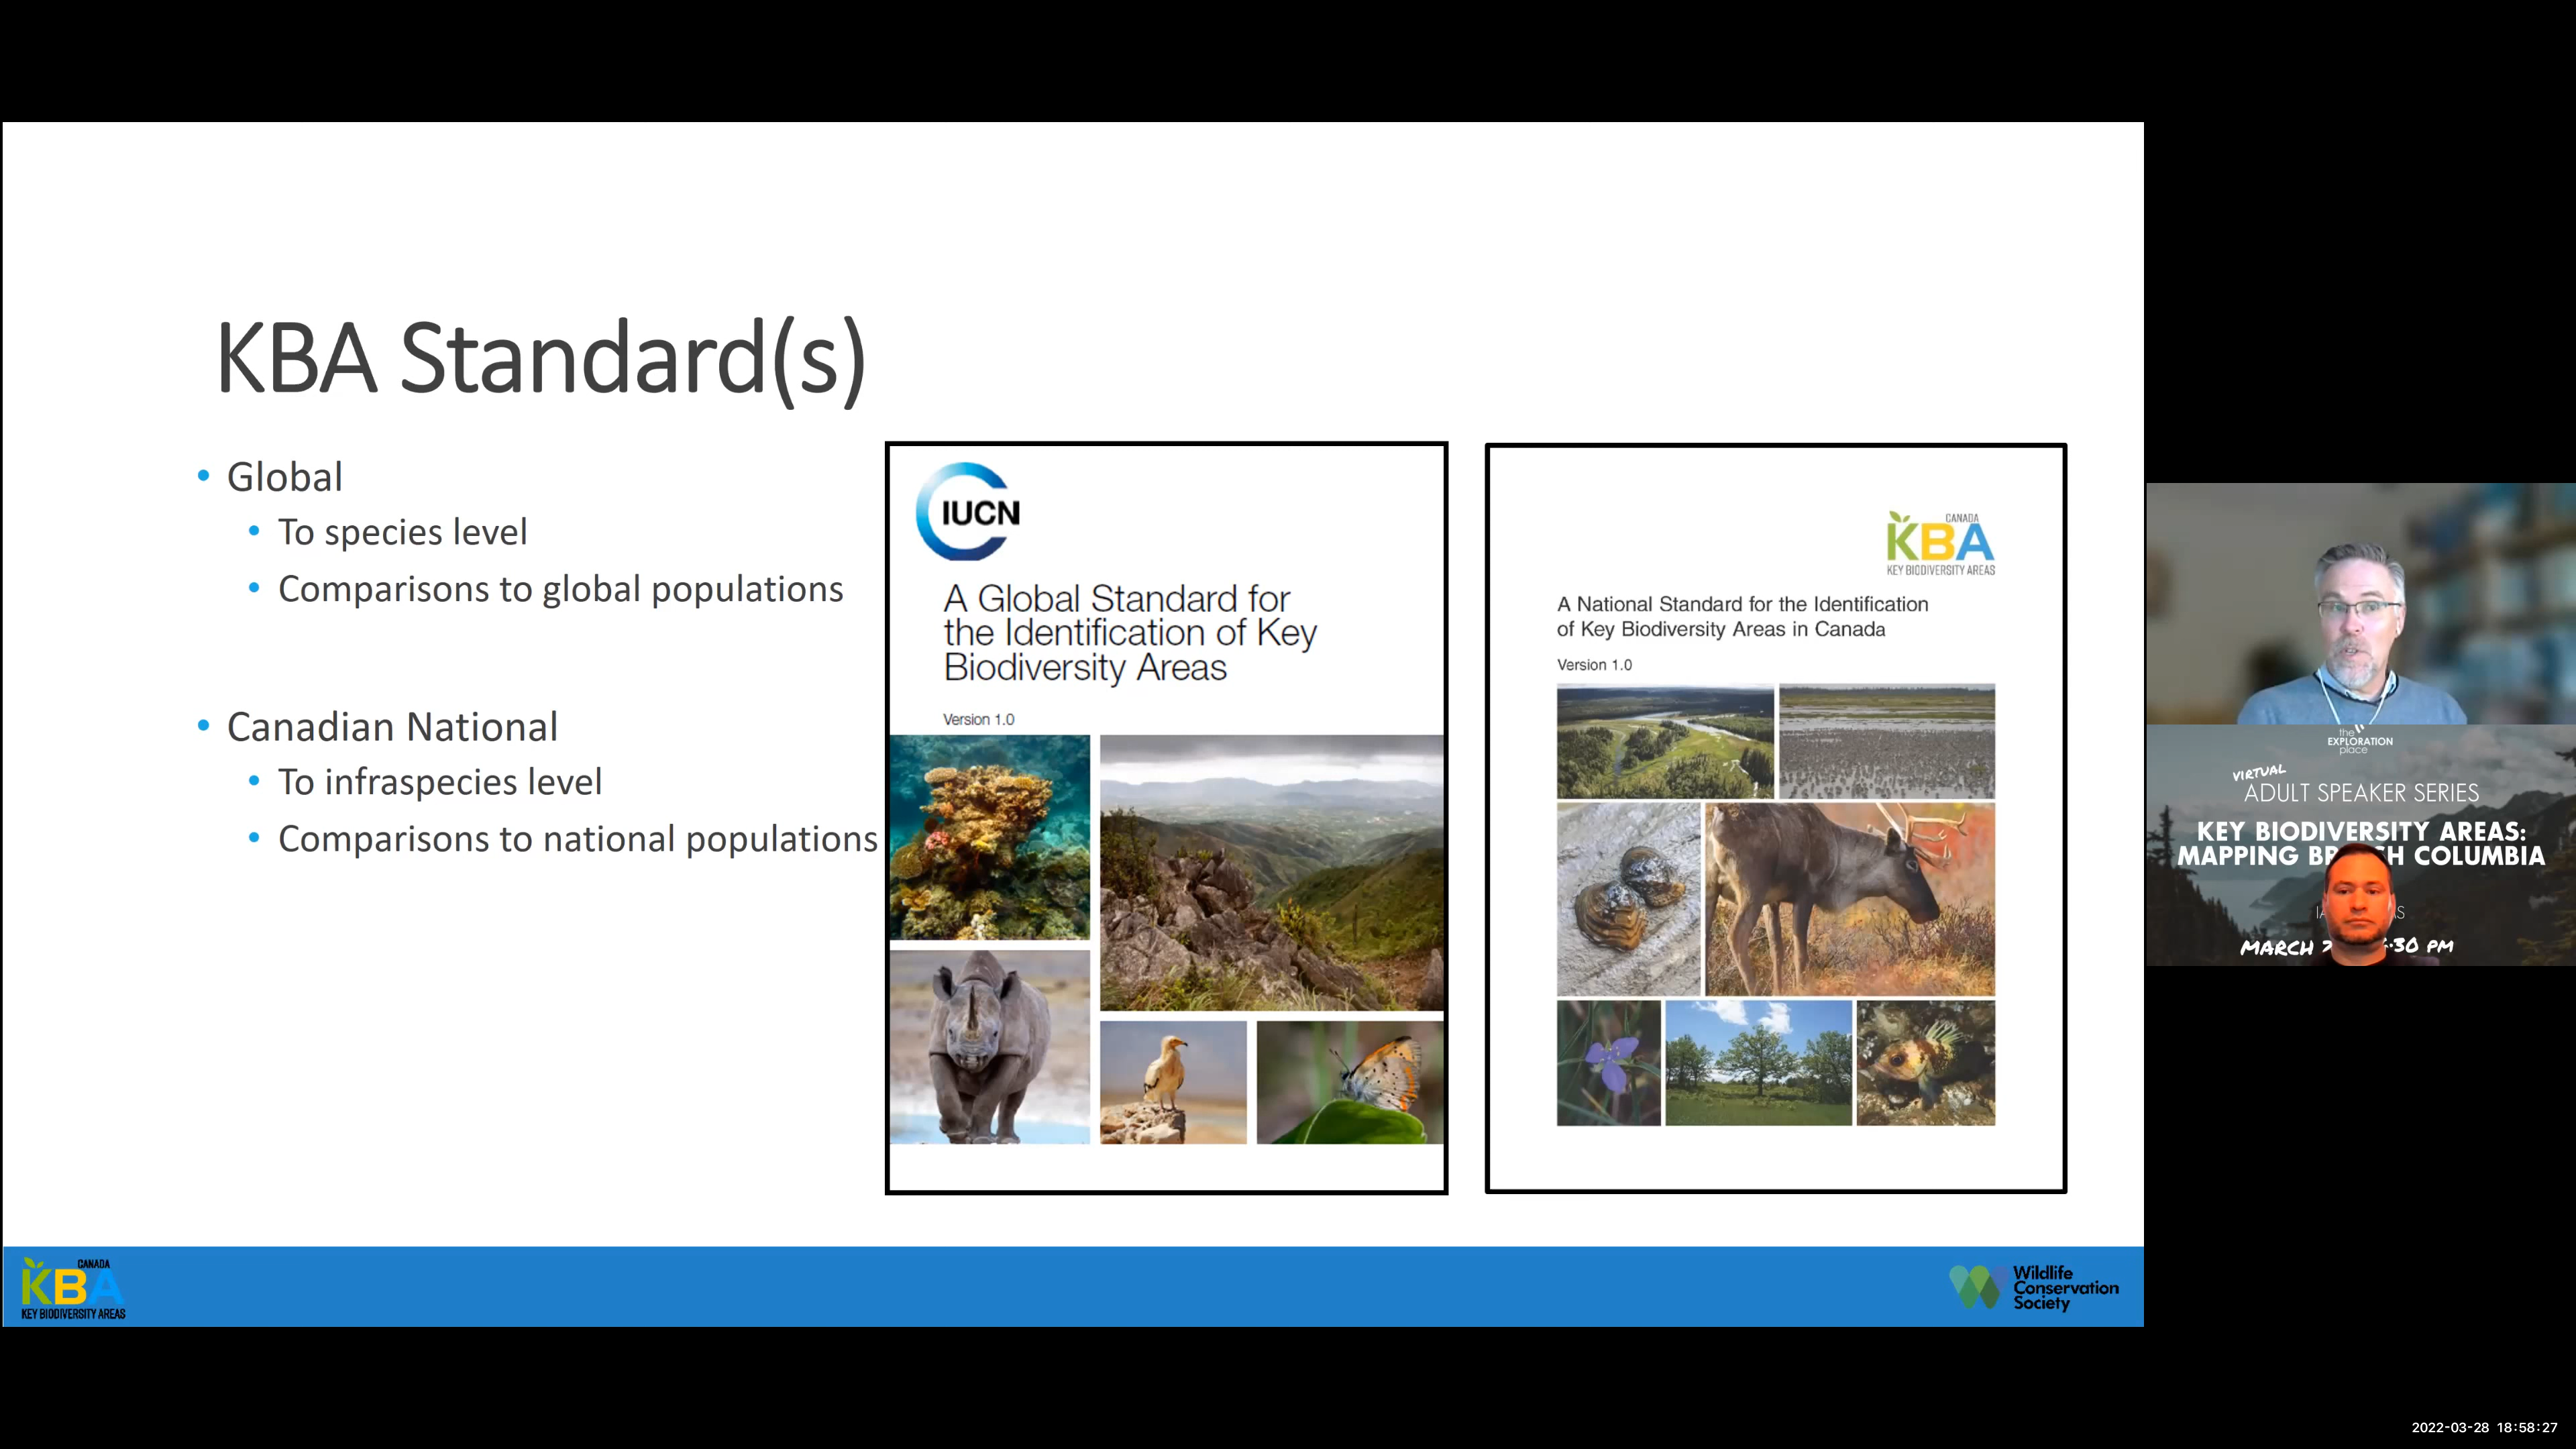 KBA Standard(s)
• Global
• To species level
• Comparisons to global populations
• Canadian National
• To infraspecies level
• Comparisons to national populations
IUCN
A Global Standard for
the Identification of Key
Biodiversity Areas
Version 1.0
CANADA
KBA
KEY BIODIVERSITY AREAS
A National Standard for the Identification
of Key Biodiversity Areas in Canada
Version 1.0
CANADA
KBA
KEY BIODIVERSITY AREAS
Wildlife
Conservation
Society
the
EXPLORATION
place
VIRTUAL
ADULT SPEAKER SERIES
KEY BIODIVERSITY AREAS:
MAPPING COLUMBIA
MARCH 30 PM
2022-03-28 18:58:27